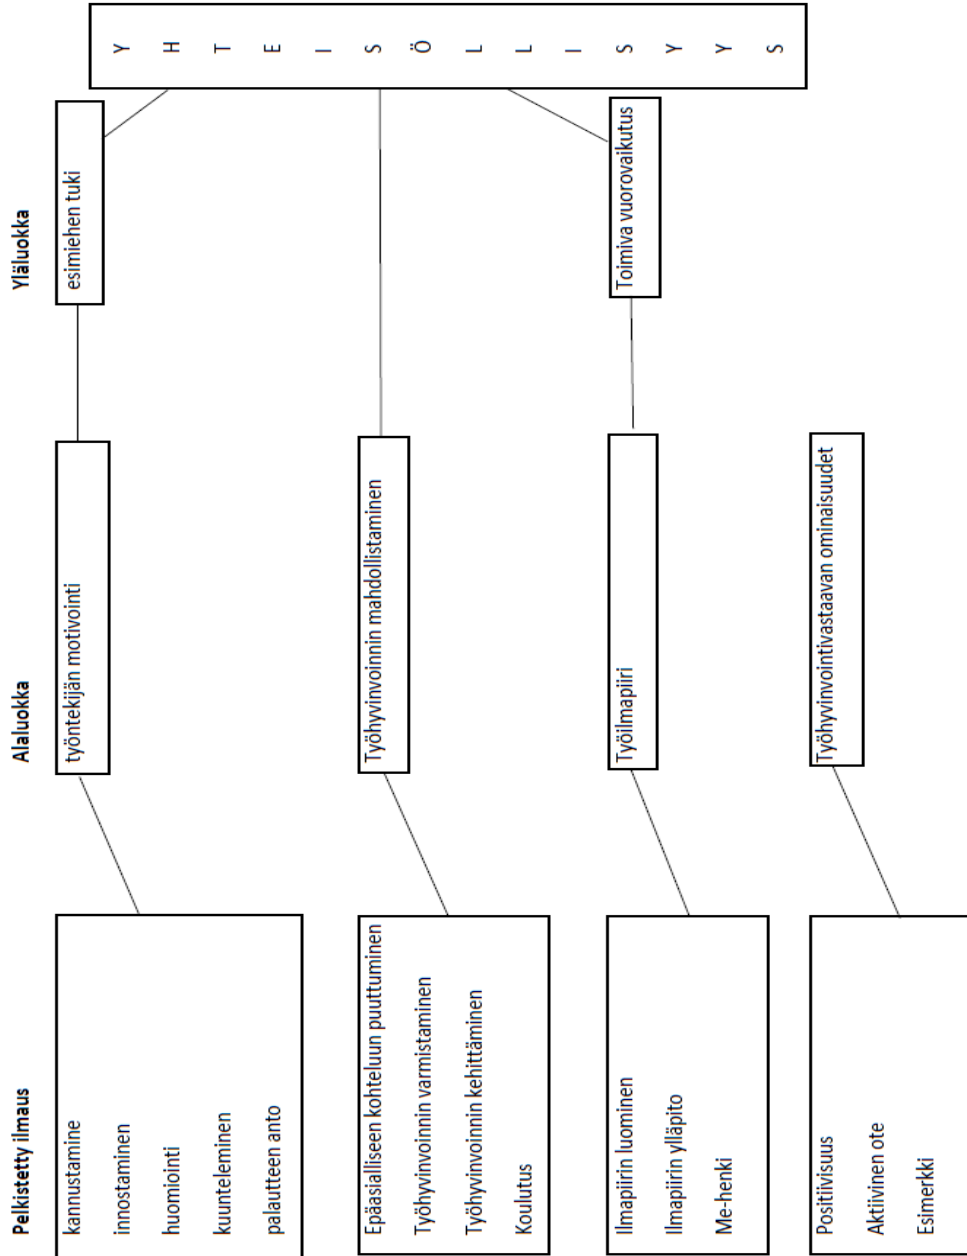 Pelkistetty ilmaus
Alaluokka
Yläluokka
kannustamine
innostaminen
huomiointi
kuunteleminen
palautteen anto
työntekijän motivointi
esimiehen tuki
Epäasialliseen kohteluun puuttuminen
Työhyvinvoinnin varmistaminen
Työhyvinvoinnin kehittäminen
Koulutus
Työhyvinvoinnin mahdollistaminen
Ilmapiirin luominen
Ilmapiirin ylläpito
Me-henki
Työilmapiiri
Toimiva vuorovaikutus
Positiivisuus
Aktiivinen ote
Esimerkki
Työhyvinvointivastaavan ominaisuudet
Y
H
T
E
I
S
Ö
L
L
I
S
Y
Y
S